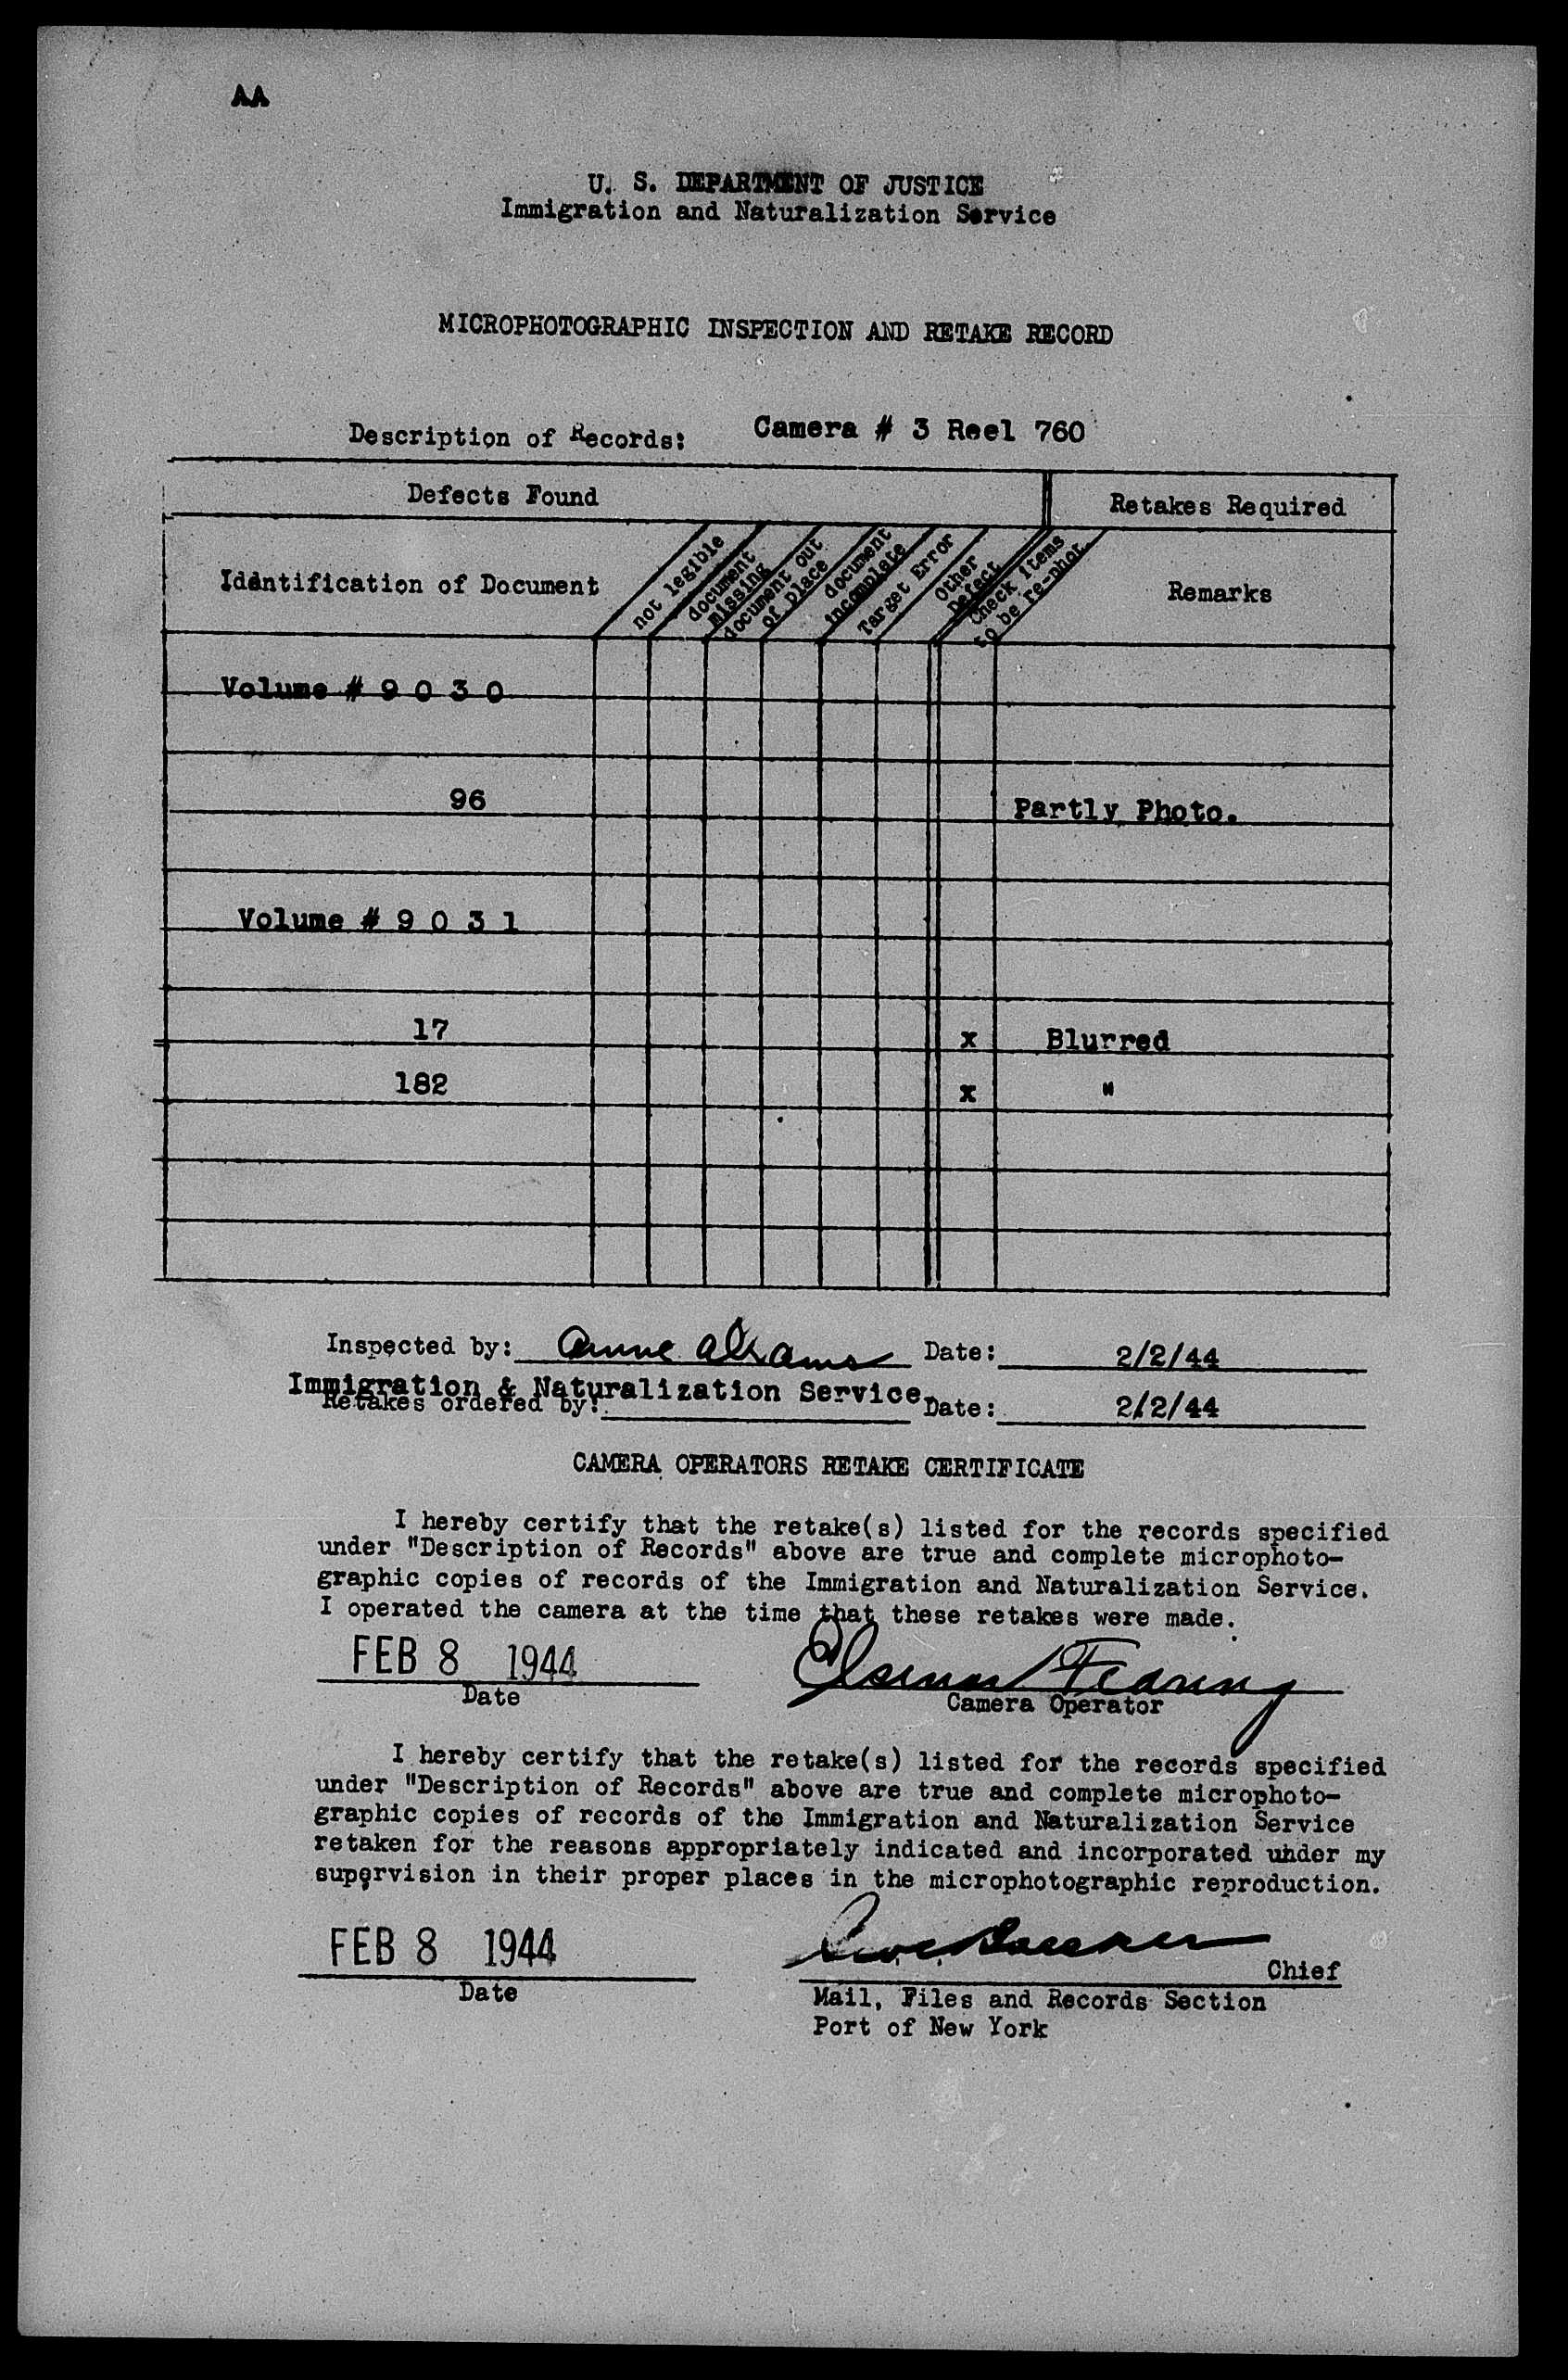 AA
U. S. DEPARTMENT OF JUSTICE
Immigration and Naturalization Service
MICROPHOTOGRAPHIC INSPECTION AND RETAKE RECORD
Description of Records: Camera # 3 Reel 760
Defects Found
Retakes Required
Identification of Document
not legible
document missing
document out of place
document incomplete
Target Error
Other Defect
Check Items to be re-phot.
Remarks
Volume # 9 0 3 0
96 Partly Photo.
Volume # 9 0 3 1
17 x Blurred
182 x "
Inspected by: Anne Abrams Date: 2/2/44
Immigration & Naturalization Service
Retakes ordered by: Date: 2/2/44
CAMERA OPERATORS RETAKE CERTIFICATE
I hereby certify that the retake(s) listed for the records specified
under "Description of Records" above are true and complete microphoto-
graphic copies of records of the Immigration and Naturalization Service.
I operated the camera at the time that these retakes were made.
FEB 8 1944
Date
Camera Operator
I hereby certify that the retake(s) listed for the records specified
under "Description of Records" above are true and complete microphoto-
graphic copies of records of the Immigration and Naturalization Service
retaken for the reasons appropriately indicated and incorporated under my
supervision in their proper places in the microphotographic reproduction.
FEB 8 1944
Date
Chief
Mail, Files and Records Section
Port of New York